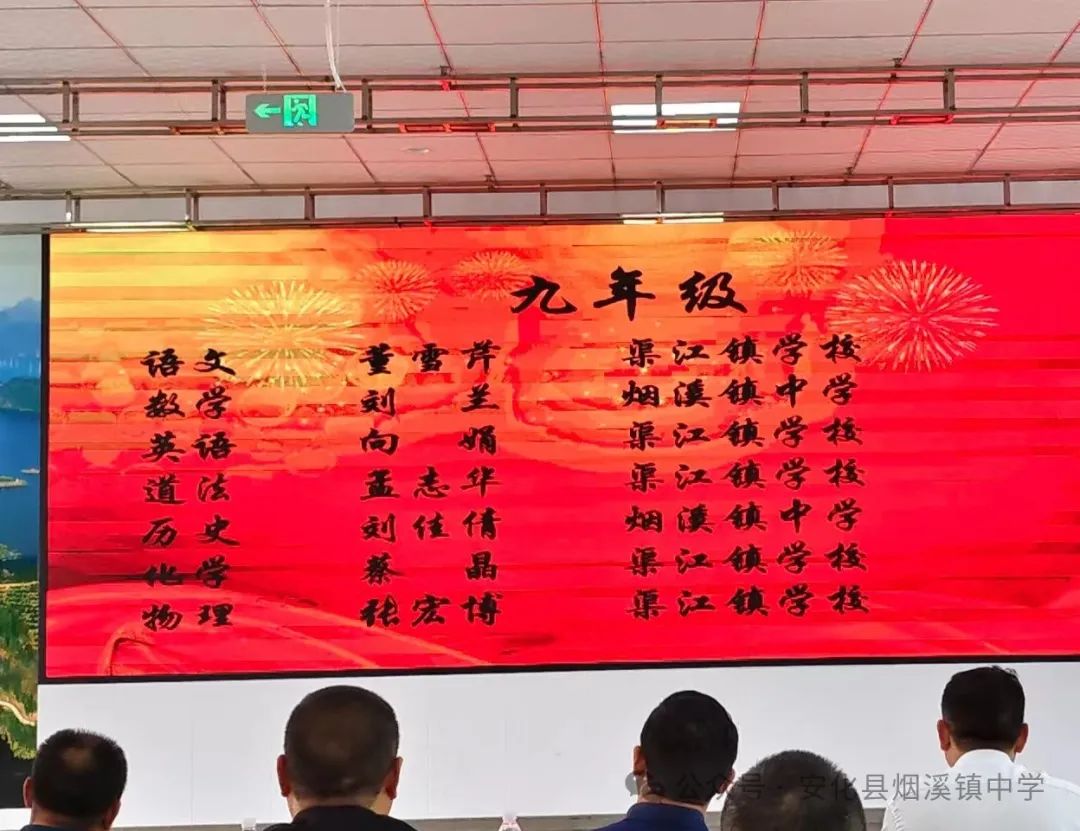 九年级
语文 董雪芹 渠江镇学校
数学 刘兰 烟溪镇中学
英语 向娟 渠江镇学校
道法 孟志华 渠江镇学校
历史 刘佳倩 烟溪镇中学
化学 蔡晶 渠江镇学校
物理 张宏博 渠江镇学校
公众号·安化县烟溪镇中学